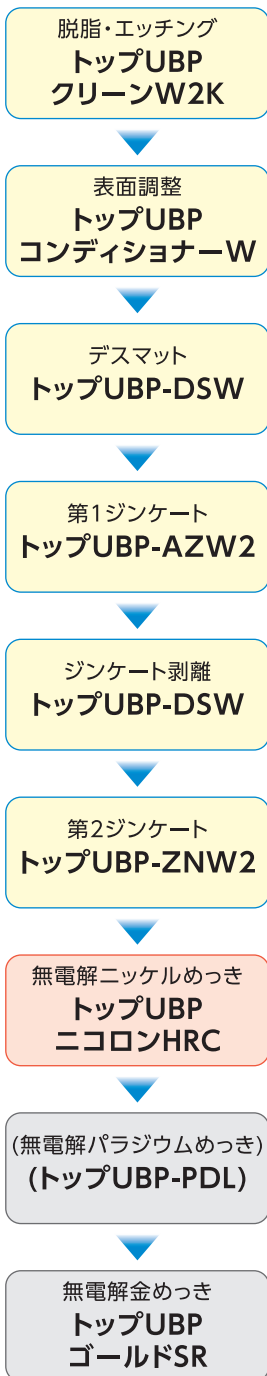 脱脂・エッチング
トップUBP
クリーンW2K
表面調整
トップUBP
コンディショナーW
デスマット
トップUBP-DSW
第1ジンケート
トップUBP-AZW2
ジンケート剥離
トップUBP-DSW
第2ジンケート
トップUBP-ZNW2
無電解ニッケルめっき
トップUBP
ニコロンHRC
(無電解パラジウムめっき)
(トップUBP-PDL)
無電解金めっき
トップUBP
ゴールドSR